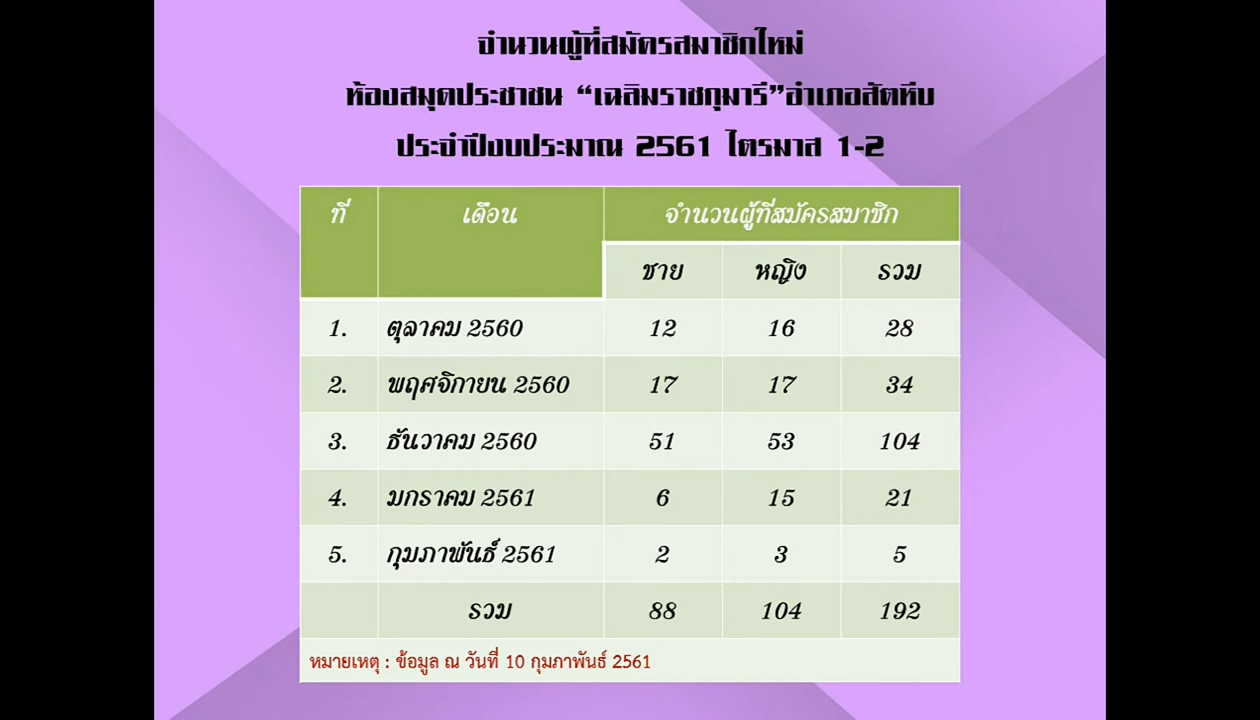 จำนวนผู้ที่สมัครสมาชิกใหม่
ห้องสมุดประชาชน “เฉลิมราชกุมารี”อำเภอสัตหีบ
ประจำปีงบประมาณ 2561 ไตรมาส 1-2
ที่ เดือน จำนวนผู้ที่สมัครสมาชิก
ชาย หญิง รวม
1. ตุลาคม 2560 12 16 28
2. พฤศจิกายน 2560 17 17 34
3. ธันวาคม 2560 51 53 104
4. มกราคม 2561 6 15 21
5. กุมภาพันธ์ 2561 2 3 5
รวม 88 104 192
หมายเหตุ : ข้อมูล ณ วันที่ 10 กุมภาพันธ์ 2561